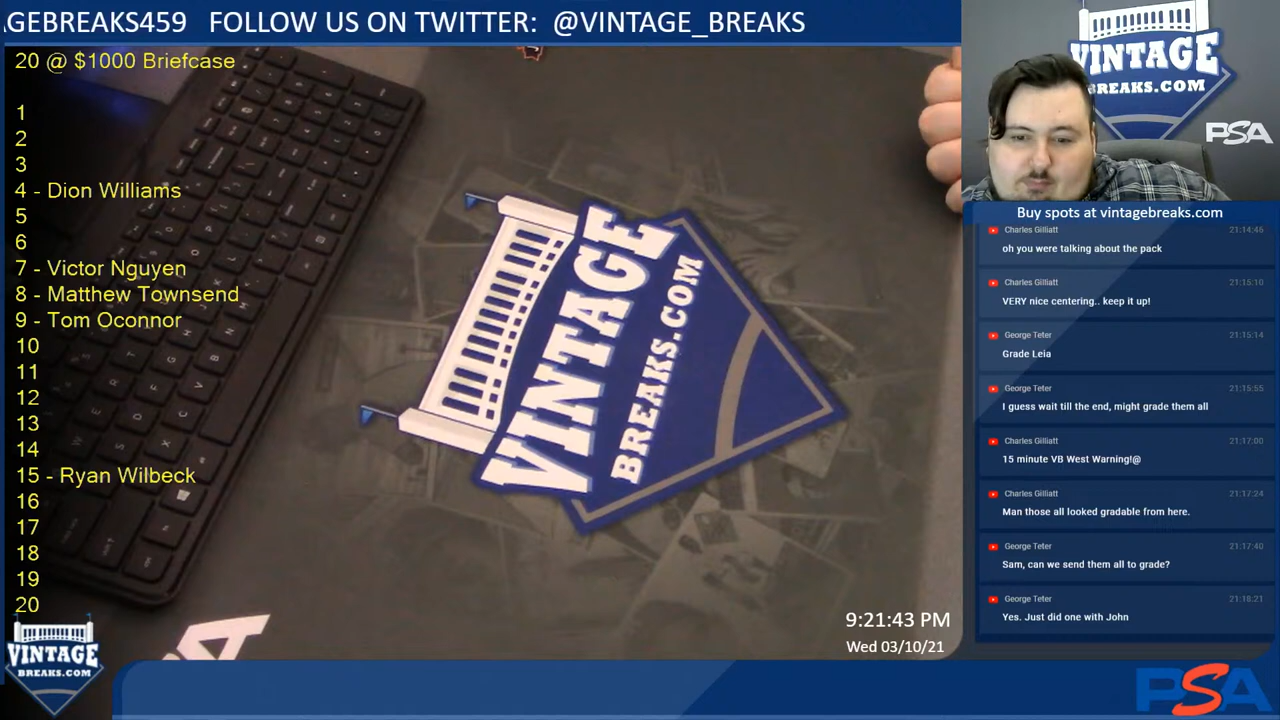 AGEBREAKS459 FOLLOW US ON TWITTER: @VINTAGE_BREAKS
20 @ $1000 Briefcase
1
2
3
4 - Dion Williams
5
6
7 - Victor Nguyen
8 - Matthew Townsend
9 - Tom Oconnor
10
11
12
13
14
15 - Ryan Wilbeck
16
17
18
19
20
VINTAGE
BREAKS.COM
VINTAGE
BREAKS.COM
PSA
9:21:43 PM
Wed 03/10/21
VINTAGE
BREAKS.COM
PSA
Buy spots at vintagebreaks.com
Charles Gilliatt 21:14:46
oh you were talking about the pack
Charles Gilliatt 21:15:10
VERY nice centering.. keep it up!
George Teter 21:15:14
Grade Leia
George Teter 21:15:55
I guess wait till the end, might grade them all
Charles Gilliatt 21:17:00
15 minute VB West Warning!@
Charles Gilliatt 21:17:24
Man those all looked gradable from here.
George Teter 21:17:40
Sam, can we send them all to grade?
George Teter 21:18:21
Yes. Just did one with John
PSA